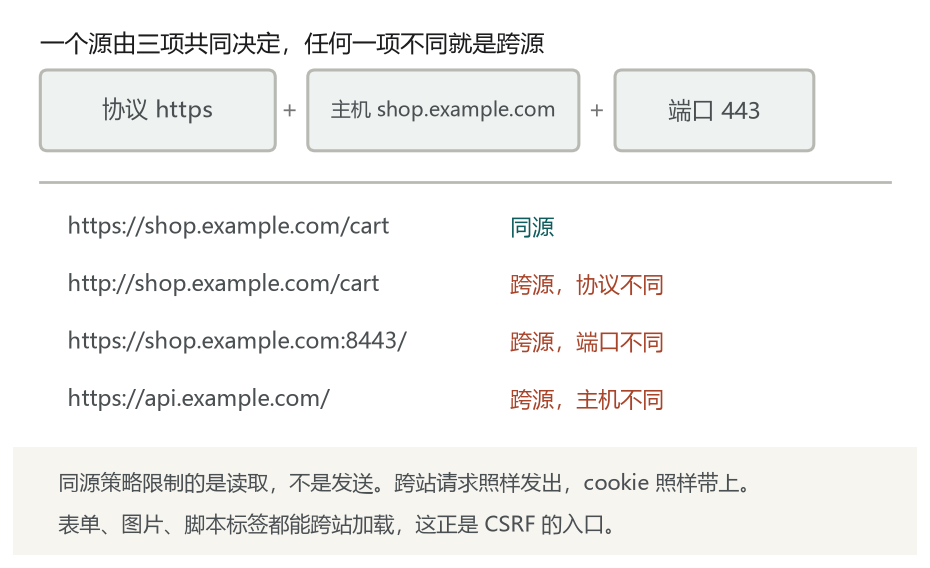 一个源由三项共同决定，任何一项不同就是跨源
协议 https + 主机 shop.example.com + 端口 443
https://shop.example.com/cart 同源
http://shop.example.com/cart 跨源，协议不同
https://shop.example.com:8443/ 跨源，端口不同
https://api.example.com/ 跨源，主机不同
同源策略限制的是读取，不是发送。跨站请求照样发出，cookie 照样带上。
表单、图片、脚本标签都能跨站加载，这正是 CSRF 的入口。